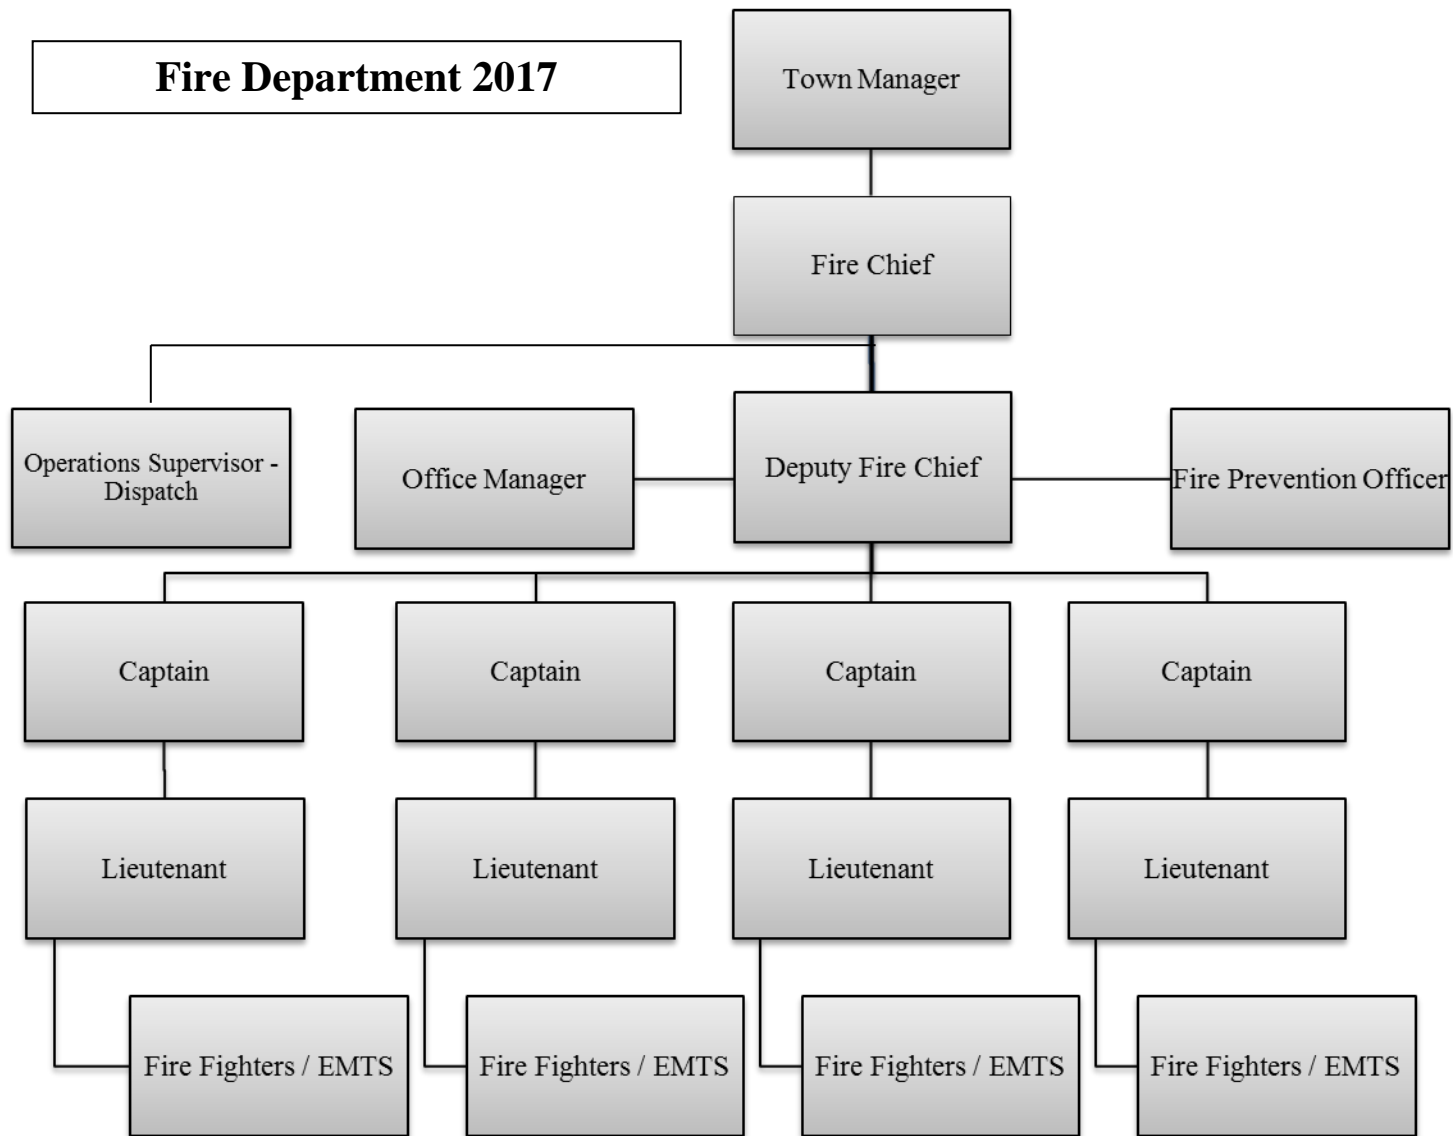 Fire Department 2017
Town Manager
Fire Chief
Operations Supervisor -
Dispatch
Office Manager
Deputy Fire Chief
Fire Prevention Officer
Captain
Captain
Captain
Captain
Lieutenant
Lieutenant
Lieutenant
Lieutenant
Fire Fighters / EMTS
Fire Fighters / EMTS
Fire Fighters / EMTS
Fire Fighters / EMTS